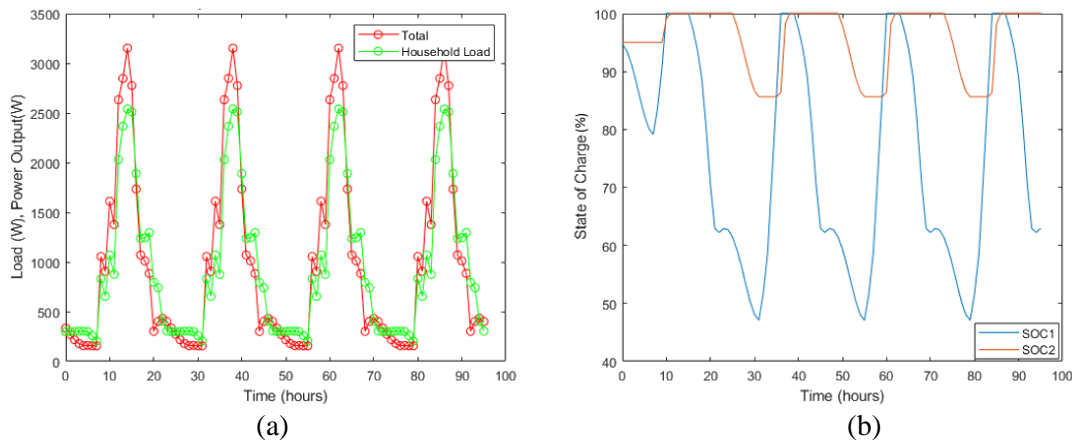 3500
3000
2500
2000
1500
1000
500
0
Load (W), Power Output(W)
Total
Household Load
0 10 20 30 40 50 60 70 80 90 100
Time (hours)
(a)
100
90
80
70
60
50
40
State of Charge (%)
SOC1
SOC2
0 10 20 30 40 50 60 70 80 90 100
Time (hours)
(b)